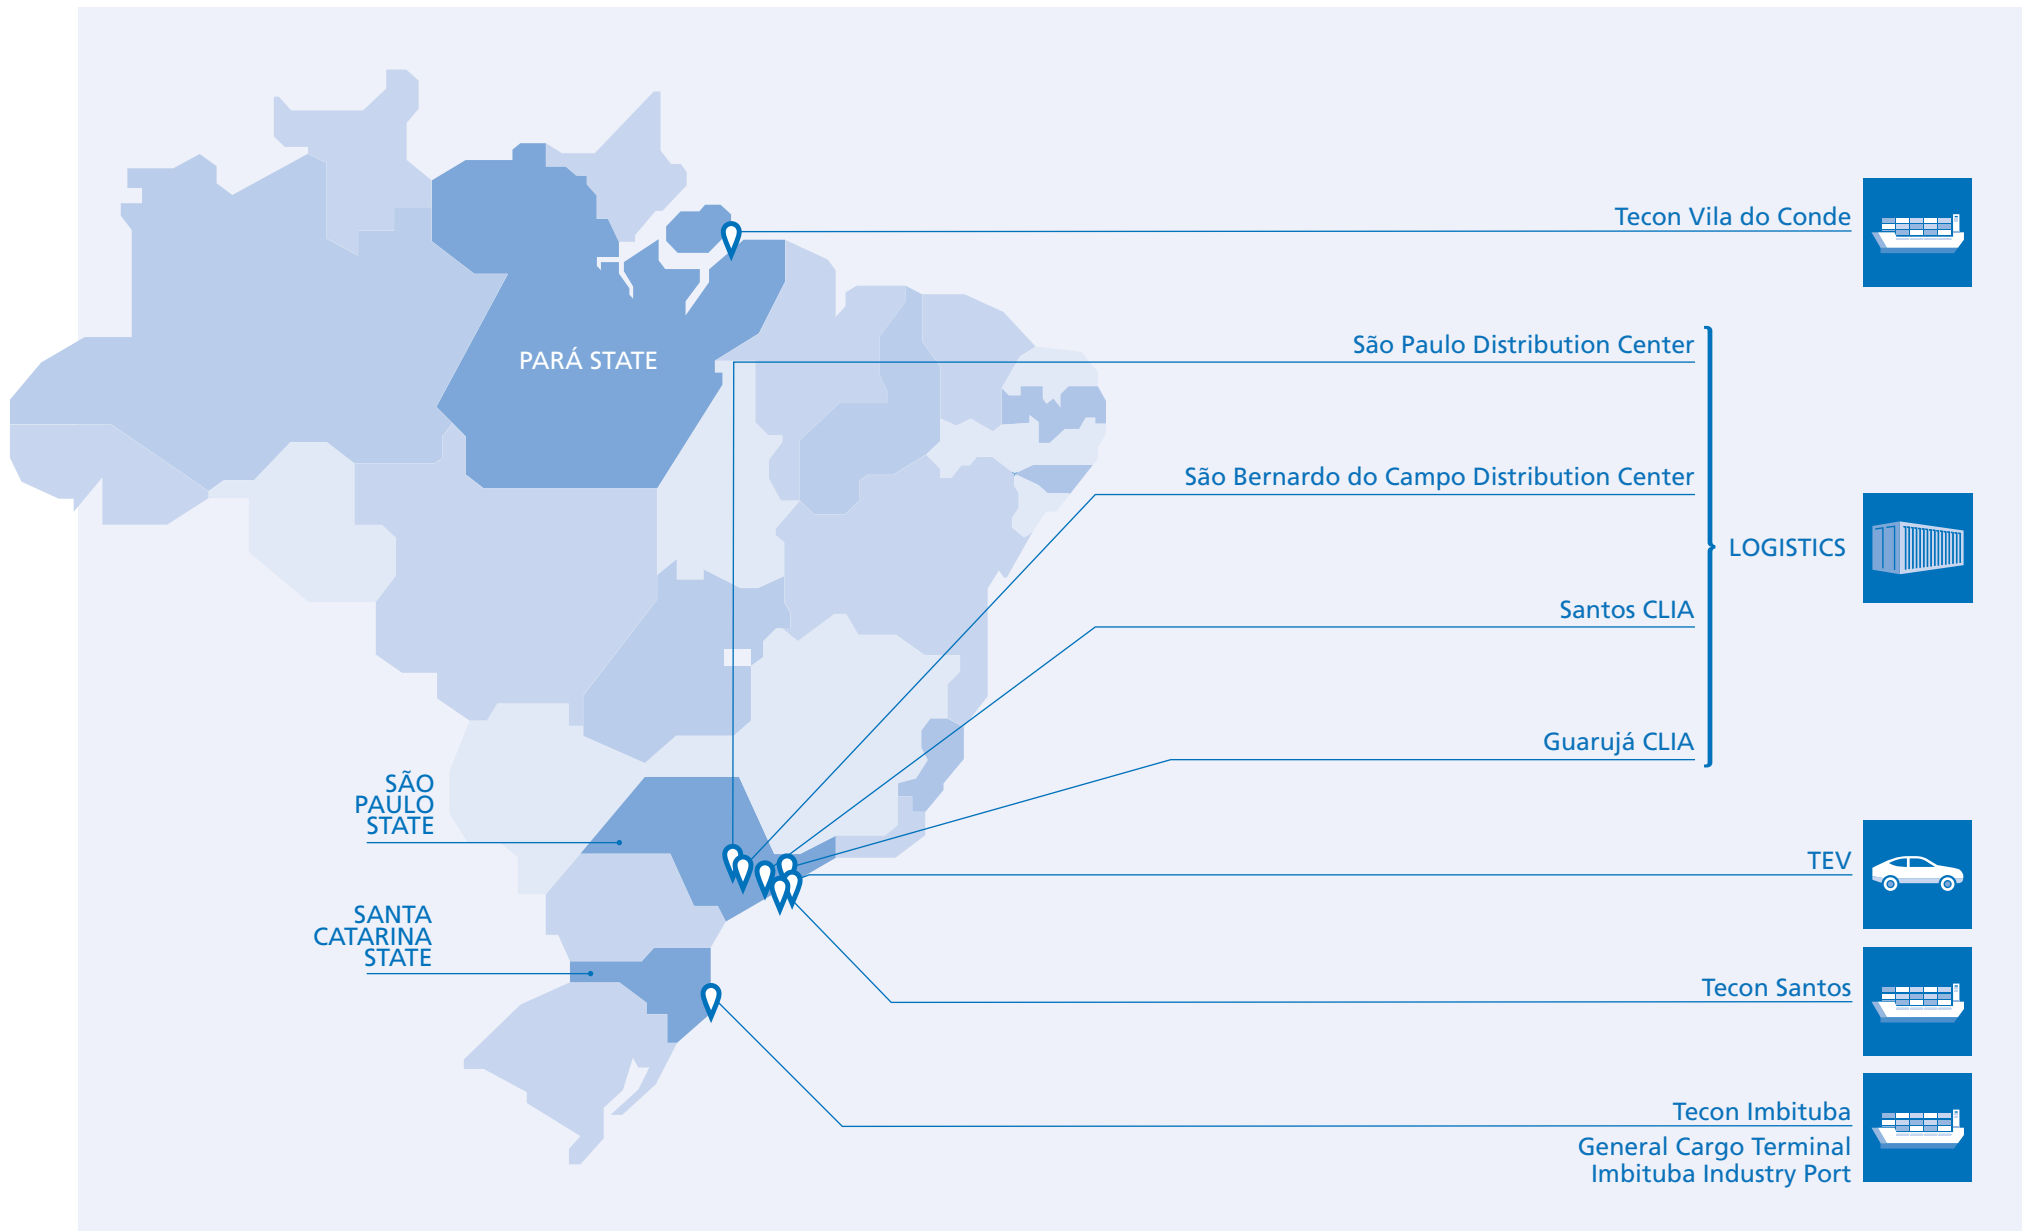 Tecon Vila do Conde
São Paulo Distribution Center
PARÁ STATE
São Bernardo do Campo Distribution Center
LOGISTICS
Santos CLIA
Guarujá CLIA
SÃO
PAULO
STATE
TEV
SANTA
CATARINA
STATE
Tecon Santos
Tecon Imbituba
General Cargo Terminal
Imbituba Industry Port